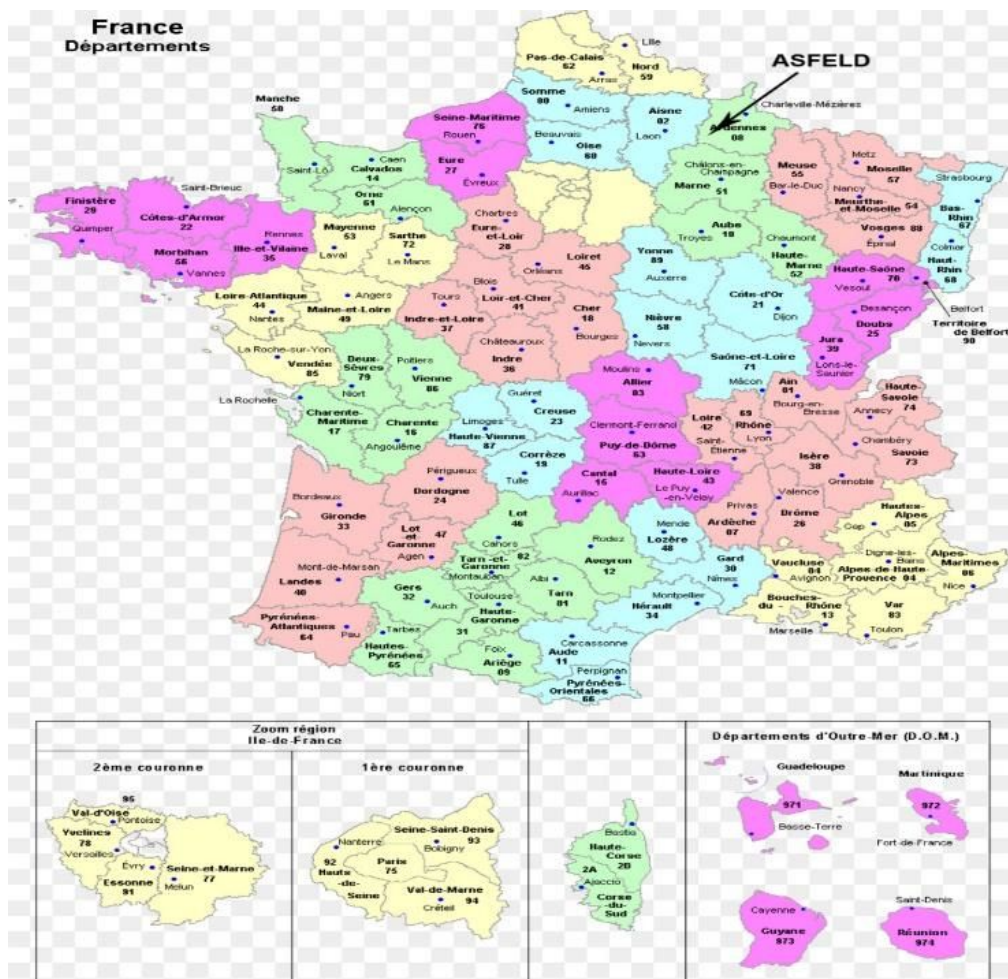 France
Départements
Lille
Pas-de-Calais
62
Nord
59
Arras
ASFELD
Somme
80
Amiens
Aisne
02
Laon
Charleville-Mézières
Ardennes
08
Manche
50
Seine-Maritime
76
Rouen
Beauvais
Oise
60
Eure
27
Évreux
Caen
Calvados
14
Saint-Lô
Orne
61
Alençon
Châlons-en-
Champagne
Marne
51
Meuse
55
Bar-le-Duc
Metz
Moselle
57
Nancy
Meurthe-
et-Moselle
54
Strasbourg
Bas-
Rhin
67
Vosges 88
Épinal
Colmar
Haut-
Rhin
68
Finistère
29
Quimper
Saint-Brieuc
Côtes-d'Armor
22
Morbihan
56
Vannes
Rennes
Ille-et-Vilaine
35
Mayenne
53
Laval
Sarthe
72
Le Mans
Chartres
Eure-
et-Loir
28
Loiret
45
Orléans
Yonne
89
Auxerre
Aube
10
Troyes
Chaumont
Haute-
Marne
52
Haute-Saône
70
Vesoul
Belfort
Territoire
de Belfort
90
Besançon
Doubs
25
Jura
39
Lons-le-
Saunier
Côte-d'Or
21
Dijon
Nièvre
58
Nevers
Saône-et-Loire
71
Mâcon
Loire-Atlantique
44
Nantes
Angers
Maine-et-Loire
49
Blois
Loir-et-Cher
41
Tours
Indre-et-Loire
37
Cher
18
Bourges
Châteauroux
Indre
36
La Roche-sur-Yon
Vendée
85
Deux-
Sèvres
79
Niort
Poitiers
Vienne
86
La Rochelle
Charente-
Maritime
17
Charente
16
Angoulême
Guéret
Creuse
23
Limoges
Haute-Vienne
87
Corrèze
19
Tulle
Moulins
Allier
03
Clermont-Ferrand
Puy-de-Dôme
63
Cantal
15
Aurillac
Haute-Loire
43
Le Puy
-en-Velay
Loire
42
Saint-
Étienne
69
Rhône
Lyon
Ain
01
Bourg-en-
Bresse
Haute-
Savoie
74
Annecy
Chambéry
Savoie
73
Isère
38
Grenoble
Valence
Drôme
26
Privas
Ardèche
07
Périgueux
Dordogne
24
Bordeaux
Gironde
33
Lot
et
Garonne
47
Agen
Lot
46
Cahors
Mont-de-Marsan
Landes
40
Pyrénées-
Atlantiques
64
Pau
Gers
32
Auch
Tarbes
Hautes-
Pyrénées
65
82
Tarn-et-
Garonne
Montauban
Toulouse
Haute-
Garonne
31
Foix
Ariège
09
Rodez
Aveyron
12
Albi
Tarn
81
Mende
Lozère
48
Gard
30
Nîmes
Montpellier
Hérault
34
Carcassonne
Aude
11
Perpignan
Pyrénées-
Orientales
66
Hautes-
Alpes
05
Gap
Digne-les-
Bains
Alpes-de-Haute-
Provence 04
Alpes-
Maritimes
06
Nice
Vaucluse
84
Avignon
Bouches-
du -
Rhône
13
Marseille
Var
83
Toulon
Zoom région
Ile-de-France
2ème couronne
1ère couronne
95
Val-d'Oise
Pontoise
Yvelines
78
Versailles
Évry
Essonne
91
Melun
Seine-et-Marne
77
Seine-Saint-Denis
93
Bobigny
Nanterre
92
Hauts
-de-
Seine
Paris
75
Val-de-Marne
94
Créteil
Bastia
Haute-
Corse
2B
2A
Ajaccio
Corse-
du-
Sud
Départements d'Outre-Mer (D.O.M.)
Guadeloupe
971
Basse-Terre
Martinique
972
Fort-de-France
Cayenne
Guyane
973
Saint-Denis
Réunion
974